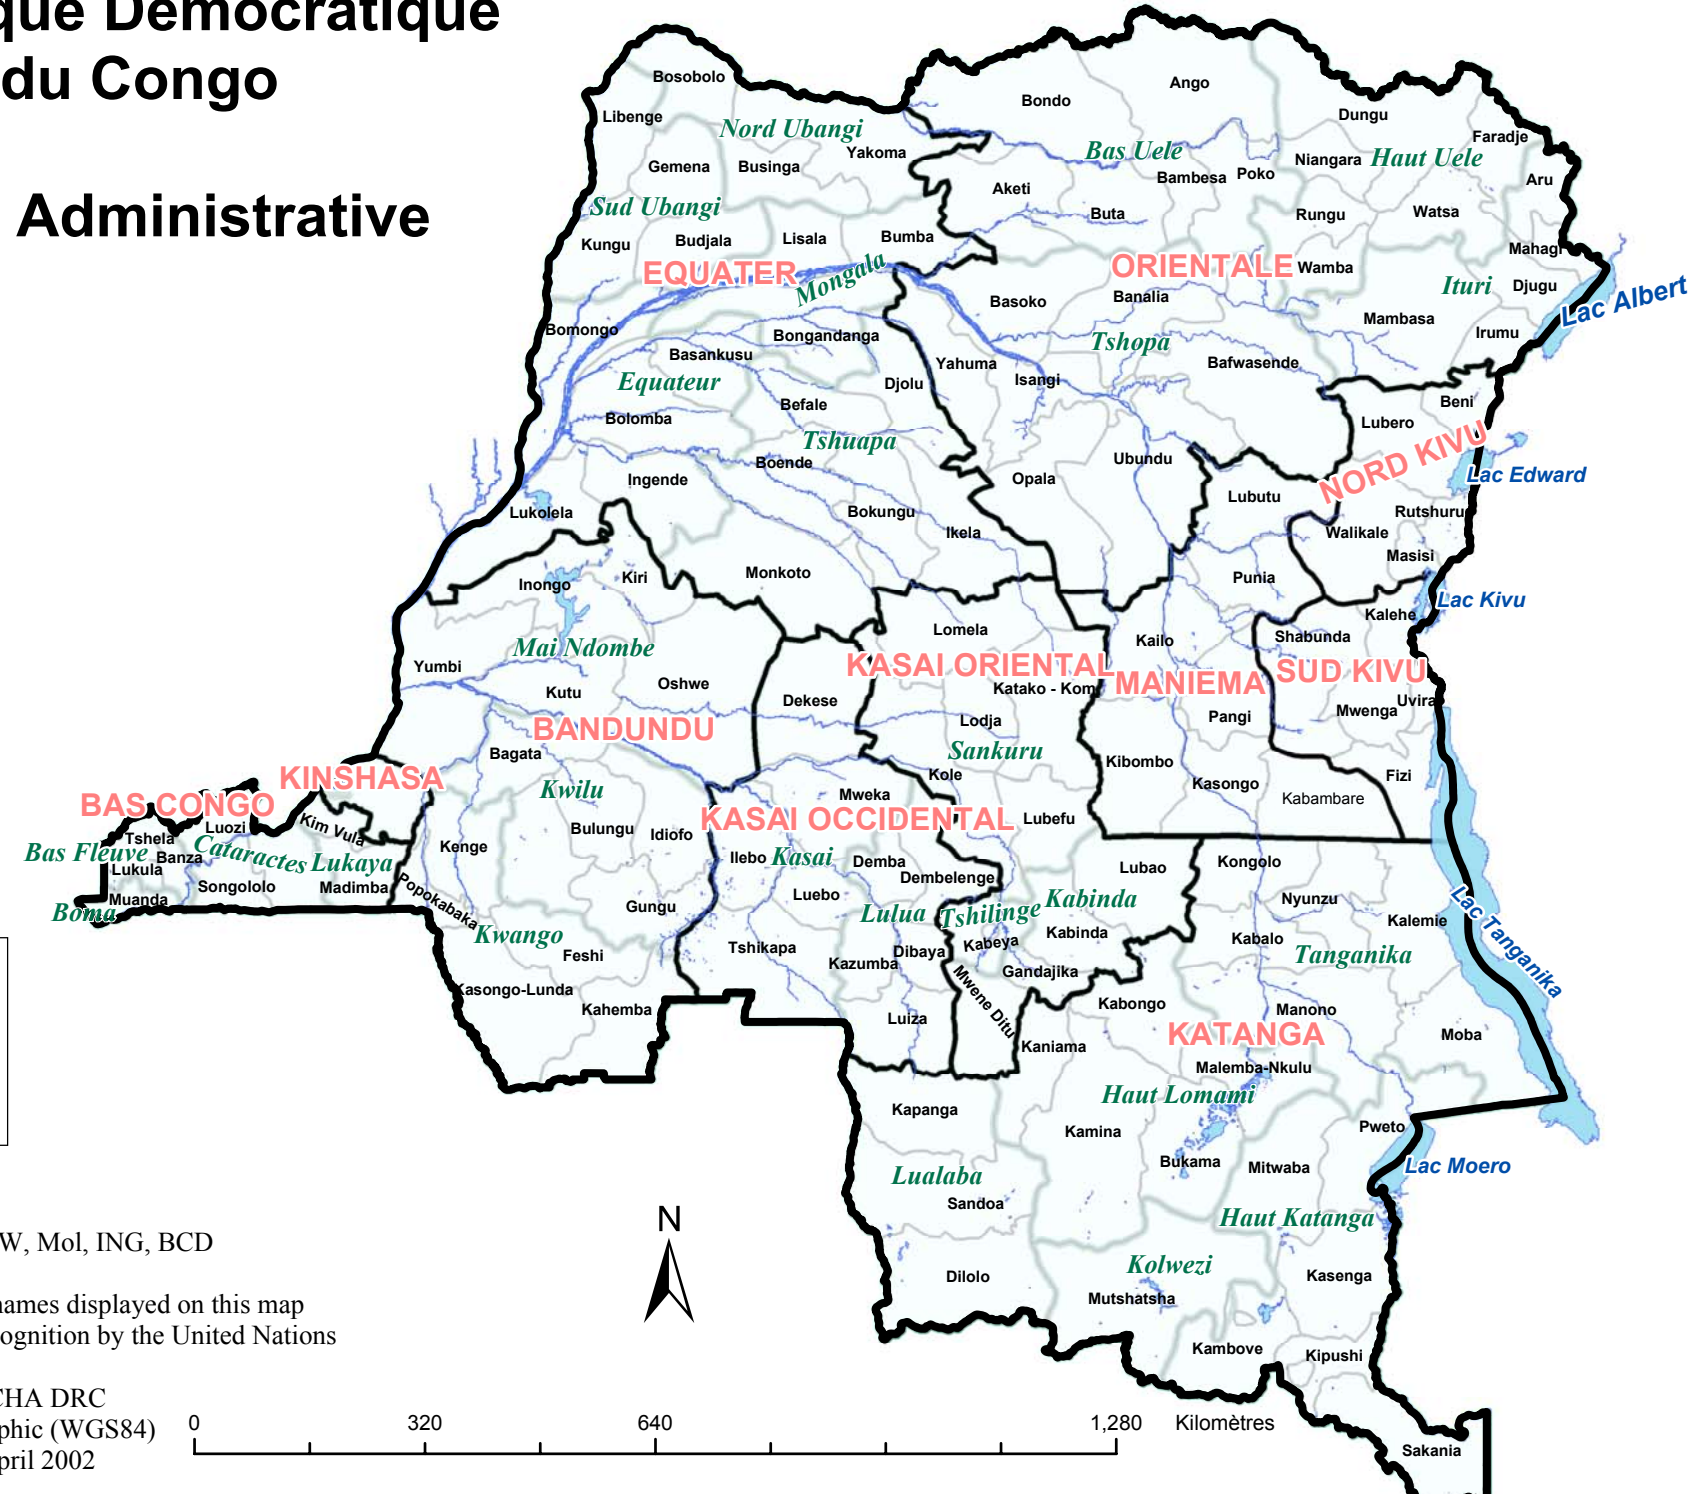 que Démocratique
du Congo
Administrative
Bosobolo
Libenge
Nord Ubangi
Yakoma
Gemena
Businga
Sud Ubangi
Kungu
Budjala
Lisala
Bumba
EQUATER
Mongala
Bomongo
Bongandanga
Basankusu
Equateur
Djolu
Befale
Bolomba
Tshuapa
Boende
Ingende
Lukolela
Bokungu
Ikela
Monkoto
Bondo
Ango
Dungu
Faradje
Bas Uele
Niangara
Haut Uele
Bambesa
Poko
Aru
Aketi
Buta
Rungu
Watsa
Mahagi
ORIENTALE
Wamba
Ituri
Djugu
Lac Albert
Basoko
Banalia
Mambasa
Irumu
Tshopa
Yahuma
Isangi
Bafwasende
Opala
Ubundu
Beni
Lubero
NORD KIVU
Lac Edward
Lubutu
Rutshuru
Walikale
Masisi
Punia
Lac Kivu
Kalehe
Inongo
Kiri
Mai Ndombe
Yumbi
Kutu
Oshwe
BANDUNDU
Bagata
Kwilu
Bulungu
Idiofo
Kenge
Popokabaka
Gungu
Kwango
Feshi
Kasongo-Lunda
Kahemba
Lomela
KASAI ORIENTAL
Katako - Kom
Dekese
Lodja
Sankuru
Kole
Lubefu
Kailo
Shabunda
MANIEMA
SUD KIVU
Pangi
Mwenga
Uvira
Kibombo
Kasongo
Kabambare
Fizi
KINSHASA
BAS CONGO
Luozi
Kim Vula
Tshela
Bas Fleuve
Banza
Cataractes
Lukaya
Lukula
Songololo
Madimba
Muanda
Boma
Mweka
KASAI OCCIDENTAL
Ilebo
Kasai
Demba
Dembelenge
Luebo
Lulua
Tshikapa
Dibaya
Kazumba
Luiza
Lubao
Kabinda
Tshilinge
Kabeya
Kabinda
Gandajika
Mwene Ditu
Kongolo
Nyunzu
Kalemie
Lac Tanganika
Kabalo
Tanganika
Kabongo
Manono
Moba
KATANGA
Kaniama
Malemba-Nkulu
Haut Lomami
Kapanga
Kamina
Pweto
Bukama
Mitwaba
Lac Moero
Lualaba
Sandoa
Haut Katanga
Kolwezi
Dilolo
Mutshatsha
Kasenga
Kambove
Kipushi
Sakania
N
W, Mol, ING, BCD
names displayed on this map
ognition by the United Nations
CHA DRC
phic (WGS84)
pril 2002
0 320 640 1,280 Kilomètres